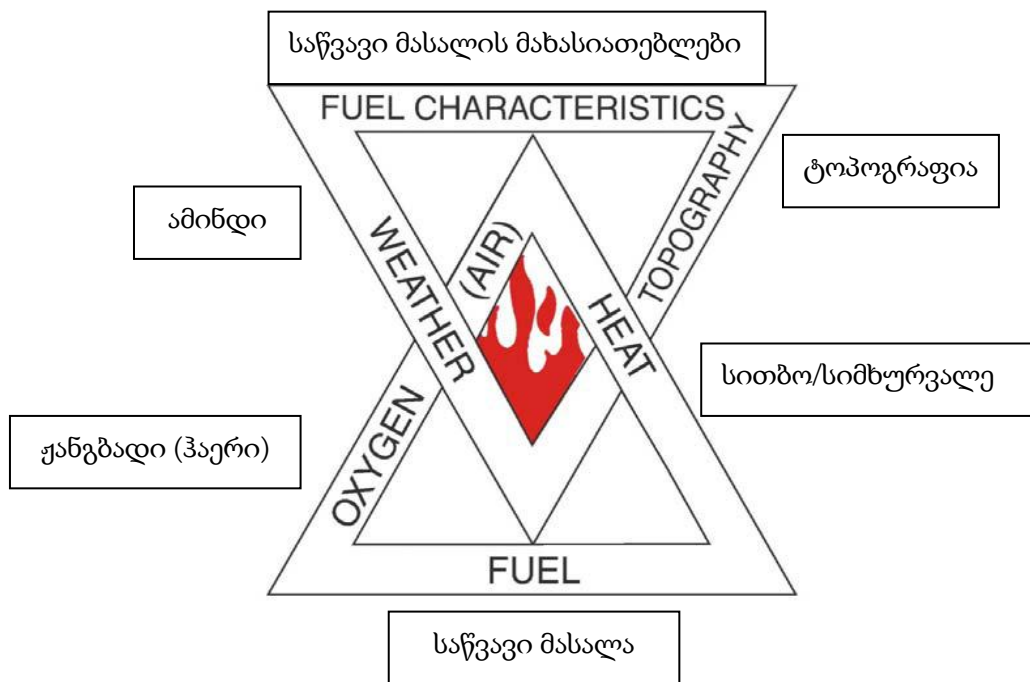 საწვავი მასალის მახასიათებლები
FUEL CHARACTERISTICS
ტოპოგრაფია
TOPOGRAPHY
ამინდი
WEATHER
(AIR)
HEAT
სითბო/სიმხურვალე
OXYGEN
ჟანგბადი (ჰაერი)
FUEL
საწვავი მასალა